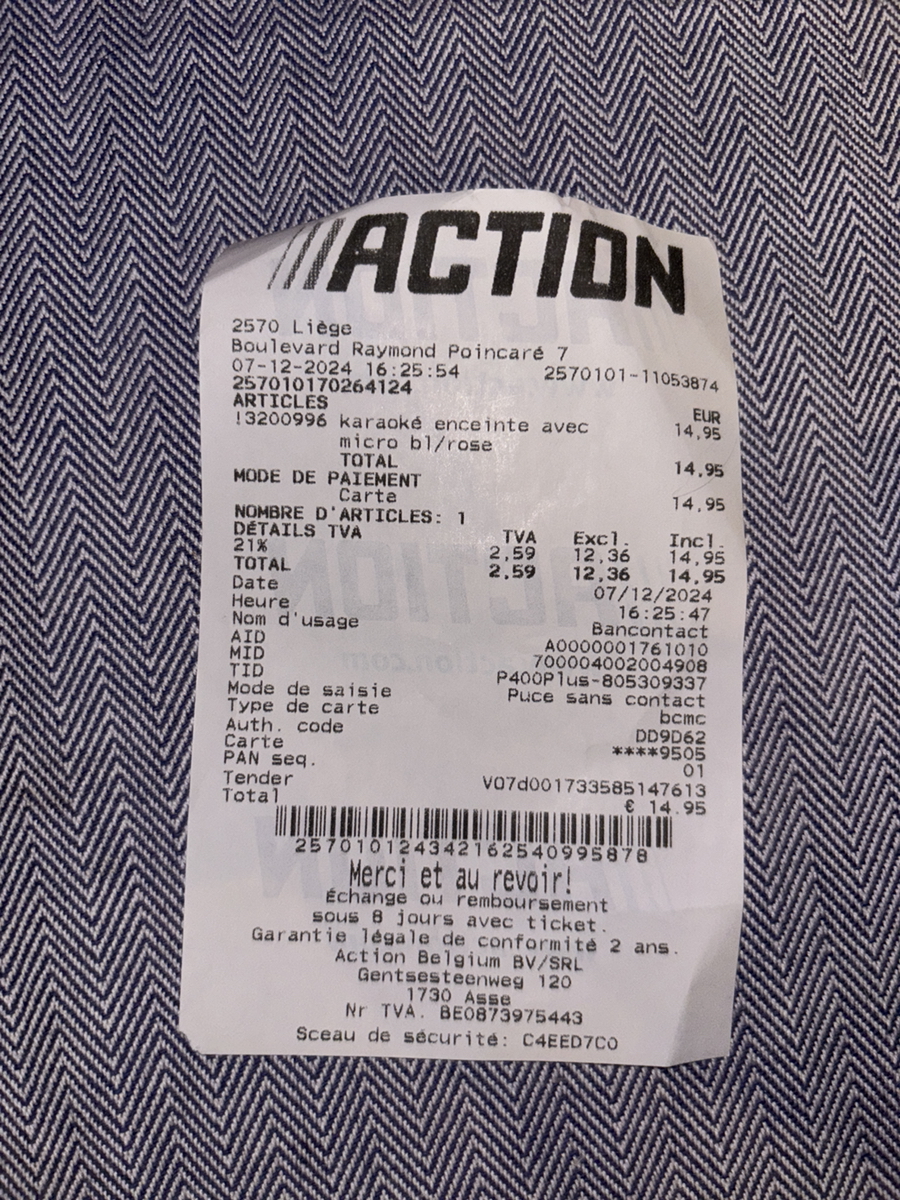 ACTION
2570 Liège
Boulevard Raymond Poincaré 7
07-12-2024 16:25:54 2570101-11053874
257010170264124
ARTICLES EUR
!3200996 karaoké enceinte avec 14,95
micro bl/rose
TOTAL 14,95
MODE DE PAIEMENT
Carte 14,95
NOMBRE D'ARTICLES: 1
DÉTAILS TVA TVA Excl. Incl.
21% 2,59 12,36 14,95
TOTAL 2,59 12,36 14,95
Date 07/12/2024
Heure 16:25:47
Nom d'usage Bancontact
AID A0000001761010
MID 700004002004908
TID P400Plus-805309337
Mode de saisie Puce sans contact
Type de carte bcmc
Auth. code DD9D62
Carte ****9505
PAN seq. 01
Tender V07d001733585147613
Total € 14.95
2570101243421625409958​78
Merci et au revoir!
Échange ou remboursement
sous 8 jours avec ticket.
Garantie légale de conformité 2 ans.
Action Belgium BV/SRL
Gentsesteenweg 120
1730 Asse
Nr TVA. BE0873975443
Sceau de sécurité: C4EED7C0